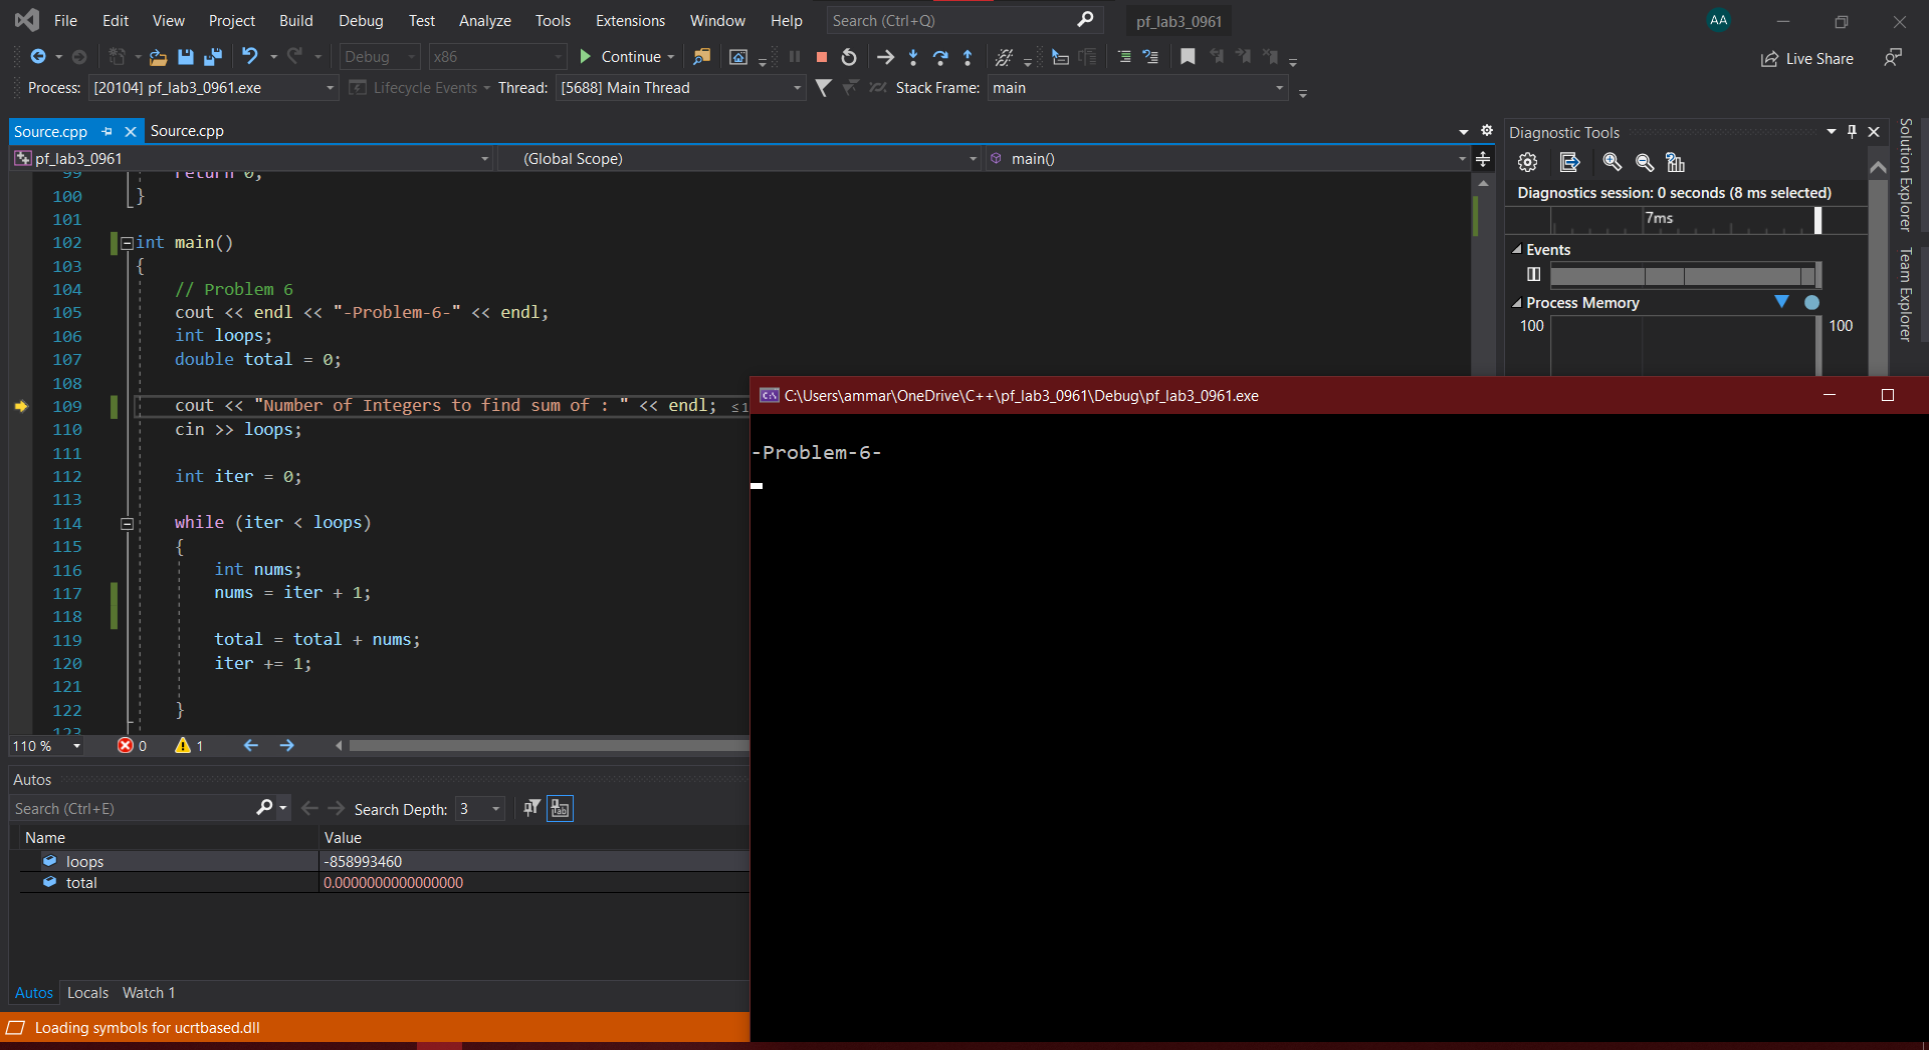 File Edit View Project Build Debug Test Analyze Tools Extensions Window Help Search (Ctrl+Q) pf_lab3_0961 AA
Debug x86 Continue Live Share
Process: [20104] pf_lab3_0961.exe Lifecycle Events Thread: [5688] Main Thread Stack Frame: main
Source.cpp Source.cpp
pf_lab3_0961 (Global Scope) main()
99 return 0;
100 }
101
102 int main()
103 {
104 // Problem 6
105 cout << endl << "-Problem-6-" << endl;
106 int loops;
107 double total = 0;
108
109 cout << "Number of Integers to find sum of : " << endl; ≤1
110 cin >> loops;
111
112 int iter = 0;
113
114 while (iter < loops)
115 {
116 int nums;
117 nums = iter + 1;
118
119 total = total + nums;
120 iter += 1;
121
122 }
123
110 % 0 1
Autos
Search (Ctrl+E) Search Depth: 3
Name Value
loops -858993460
total 0.0000000000000000
Autos Locals Watch 1
Loading symbols for ucrtbased.dll
Diagnostic Tools
Diagnostics session: 0 seconds (8 ms selected)
7ms
Events
Process Memory
100 100
Solution Explorer
Team Explorer
C:\Users\ammar\OneDrive\C++\pf_lab3_0961\Debug\pf_lab3_0961.exe
-Problem-6-